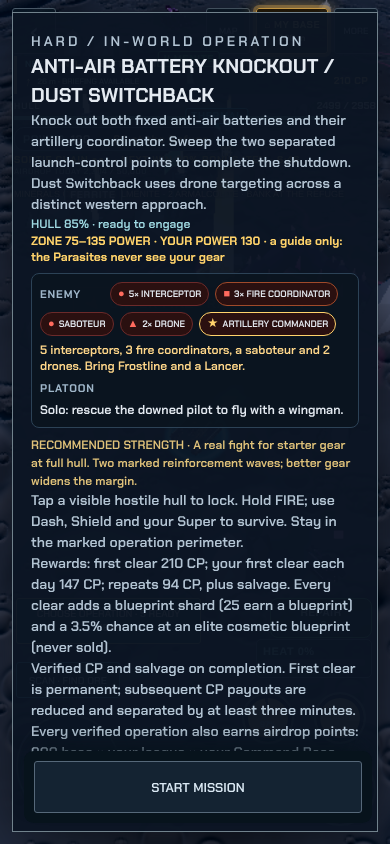 HARD / IN-WORLD OPERATION
ANTI-AIR BATTERY KNOCKOUT /
DUST SWITCHBACK
Knock out both fixed anti-air batteries and their
artillery coordinator. Sweep the two separated
launch-control points to complete the shutdown.
Dust Switchback uses drone targeting across a
distinct western approach.
HULL 85% · ready to engage
ZONE 75–135 POWER · YOUR POWER 130 · a guide only:
the Parasites never see your gear
ENEMY
5× INTERCEPTOR
3× FIRE COORDINATOR
SABOTEUR
2× DRONE
ARTILLERY COMMANDER
5 interceptors, 3 fire coordinators, a saboteur and 2
drones. Bring Frostline and a Lancer.
PLATOON
Solo: rescue the downed pilot to fly with a wingman.
RECOMMENDED STRENGTH · A real fight for starter gear
at full hull. Two marked reinforcement waves; better gear
widens the margin.
Tap a visible hostile hull to lock. Hold FIRE; use
Dash, Shield and your Super to survive. Stay in
the marked operation perimeter.
Rewards: first clear 210 CP; your first clear each
day 147 CP; repeats 94 CP, plus salvage. Every
clear adds a blueprint shard (25 earn a blueprint)
and a 3.5% chance at an elite cosmetic blueprint
(never sold).
Verified CP and salvage on completion. First clear
is permanent; subsequent CP payouts are
reduced and separated by at least three minutes.
Every verified operation also earns airdrop points:
START MISSION